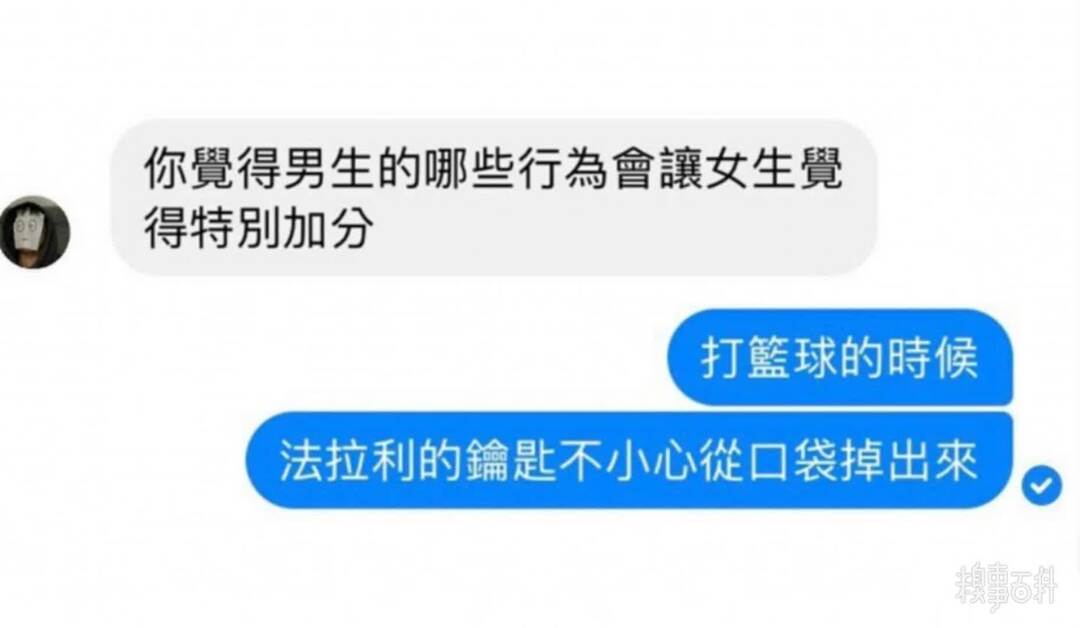 你覺得男生的哪些行為會讓女生覺
得特別加分
打籃球的時候
法拉利的鑰匙不小心從口袋掉出來
糗事百科